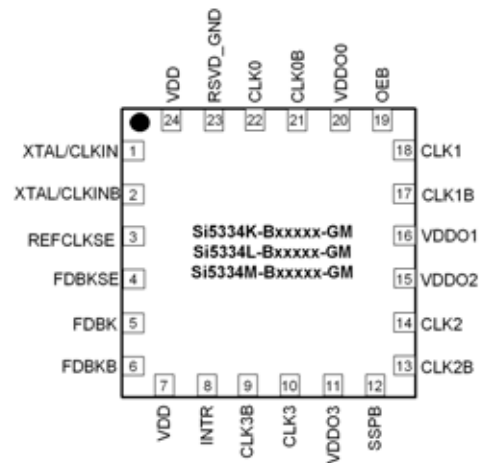 VDD
RSVD_GND
CLK0
CLK0B
VDDO0
OEB
24
23
22
21
20
19
XTAL/CLKIN 1
XTAL/CLKINB 2
REFCLKSE 3
FDBKSE 4
FDBK 5
FDBKB 6
Si5334K-Bxxxxx-GM
Si5334L-Bxxxxx-GM
Si5334M-Bxxxxx-GM
18 CLK1
17 CLK1B
16 VDDO1
15 VDDO2
14 CLK2
13 CLK2B
7
8
9
10
11
12
VDD
INTR
CLK3B
CLK3
VDDO3
SSPB